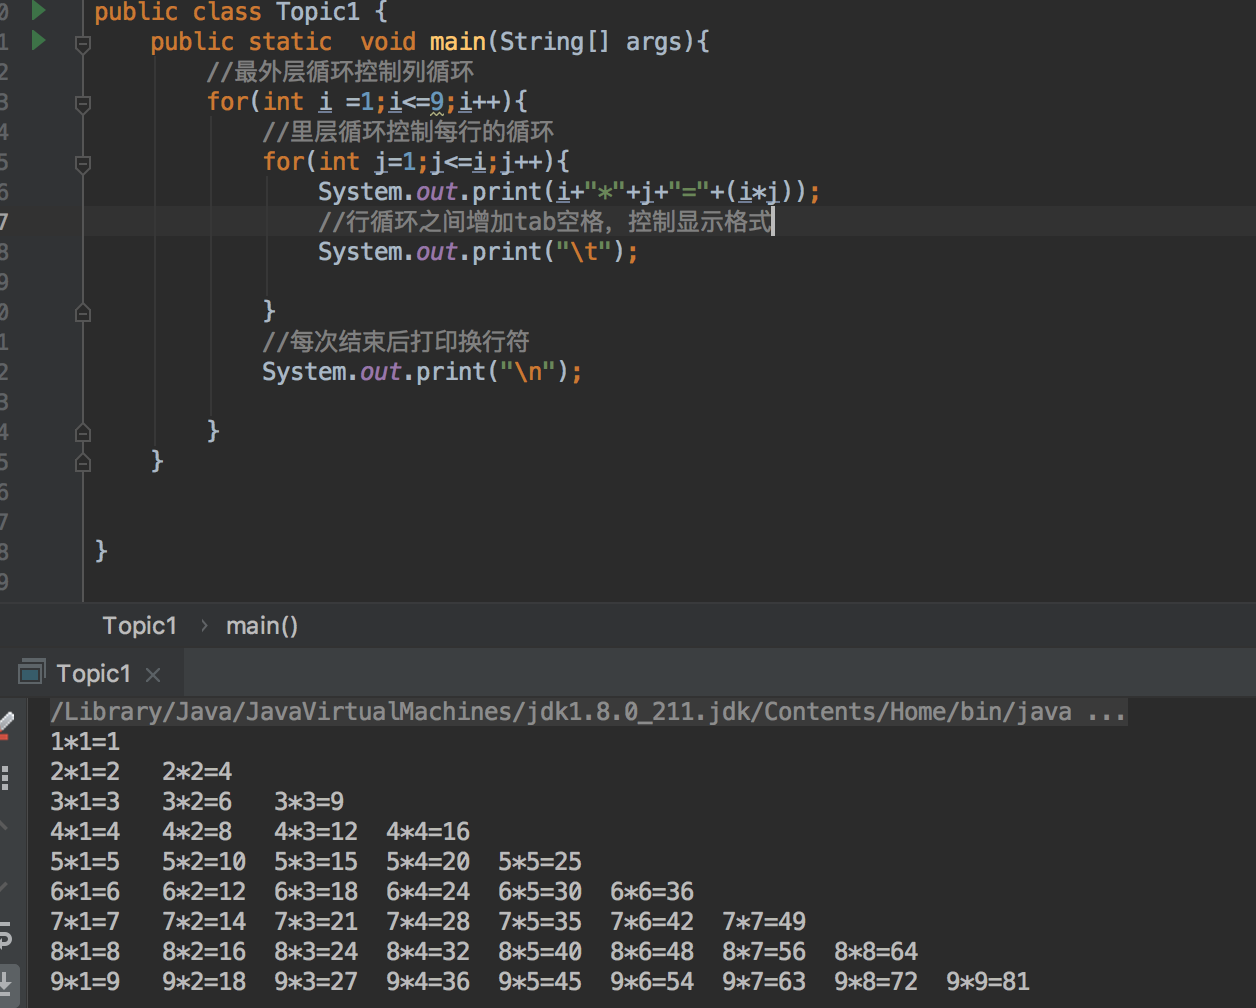 0 public class Topic1 {
1 public static  void main(String[] args){
2 //最外层循环控制列循环
3 for(int i =1;i<=9;i++){
4 //里层循环控制每行的循环
5 for(int j=1;j<=i;j++){
6 System.out.print(i+"*"+j+"="+(i*j));
7 //行循环之间增加tab空格，控制显示格式
8 System.out.print("\t");
9
0 }
1 //每次结束后打印换行符
2 System.out.print("\n");
3
4 }
5 }
6
7
8 }
9
Topic1 › main()
Topic1 ×
/Library/Java/JavaVirtualMachines/jdk1.8.0_211.jdk/Contents/Home/bin/java ...
1*1=1
2*1=2 2*2=4
3*1=3 3*2=6 3*3=9
4*1=4 4*2=8 4*3=12 4*4=16
5*1=5 5*2=10 5*3=15 5*4=20 5*5=25
6*1=6 6*2=12 6*3=18 6*4=24 6*5=30 6*6=36
7*1=7 7*2=14 7*3=21 7*4=28 7*5=35 7*6=42 7*7=49
8*1=8 8*2=16 8*3=24 8*4=32 8*5=40 8*6=48 8*7=56 8*8=64
9*1=9 9*2=18 9*3=27 9*4=36 9*5=45 9*6=54 9*7=63 9*8=72 9*9=81